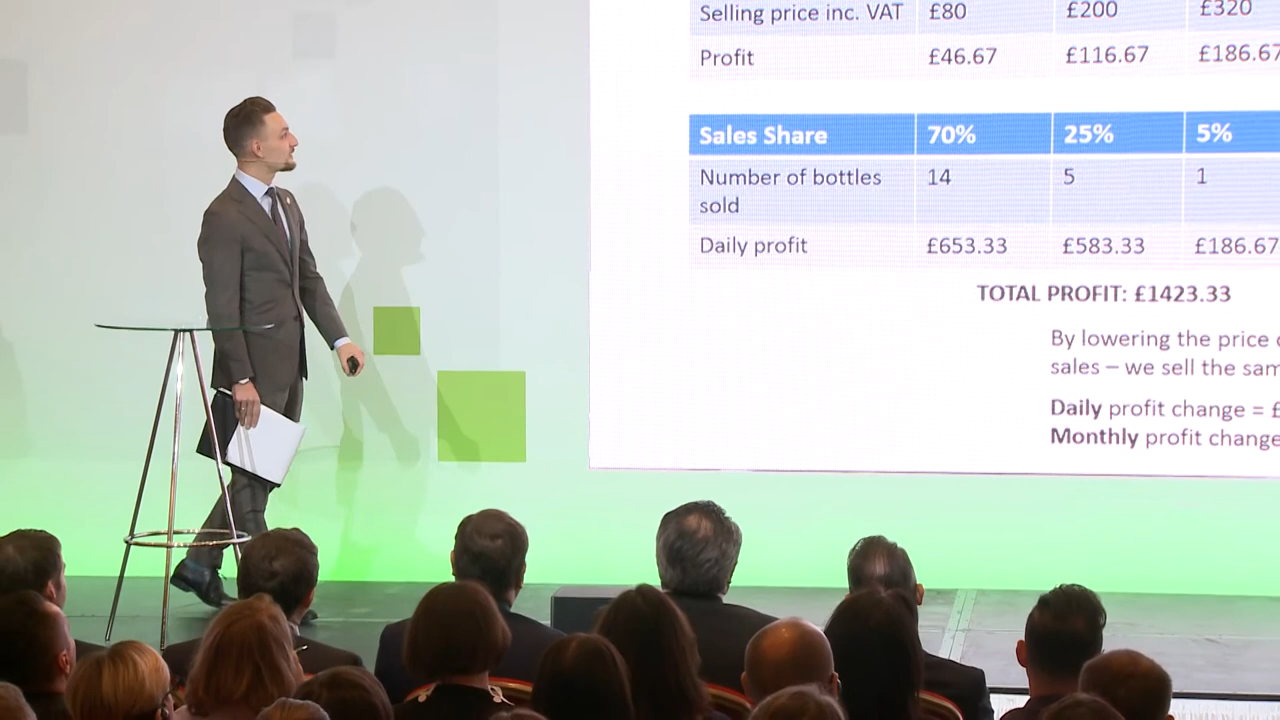 Selling price inc. VAT £80 £200 £320
Profit £46.67 £116.67 £186.67
Sales Share 70% 25% 5%
Number of bottles sold 14 5 1
Daily profit £653.33 £583.33 £186.67
TOTAL PROFIT: £1423.33
By lowering the price
sales – we sell the
Daily profit change = £
Monthly profit change